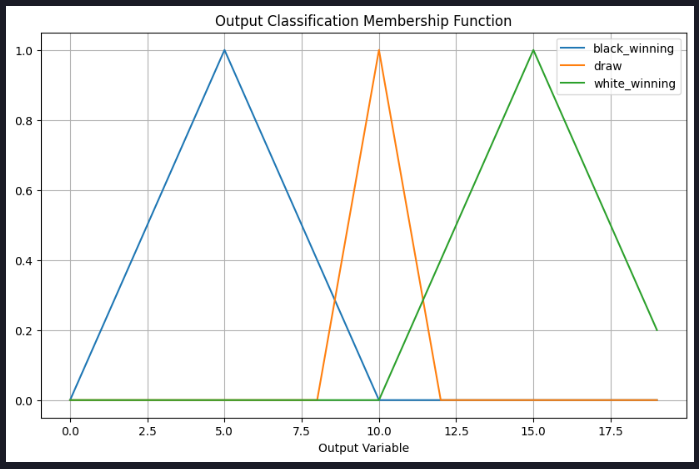 Output Classification Membership Function
black_winning
draw
white_winning
1.0
0.8
0.6
0.4
0.2
0.0
0.0 2.5 5.0 7.5 10.0 12.5 15.0 17.5
Output Variable